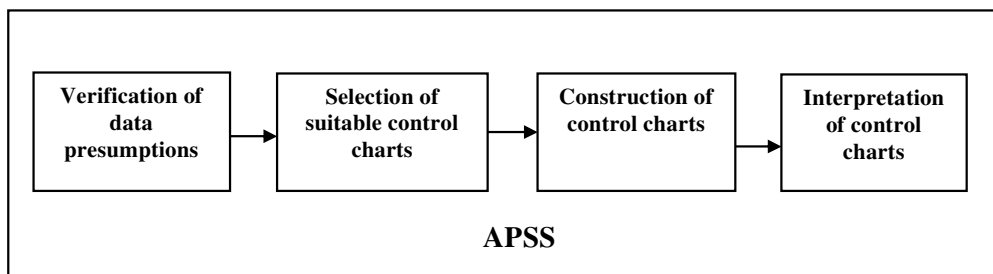 Verification of
data
presumptions
Selection of
suitable control
charts
Construction of
control charts
Interpretation
of control
charts
APSS